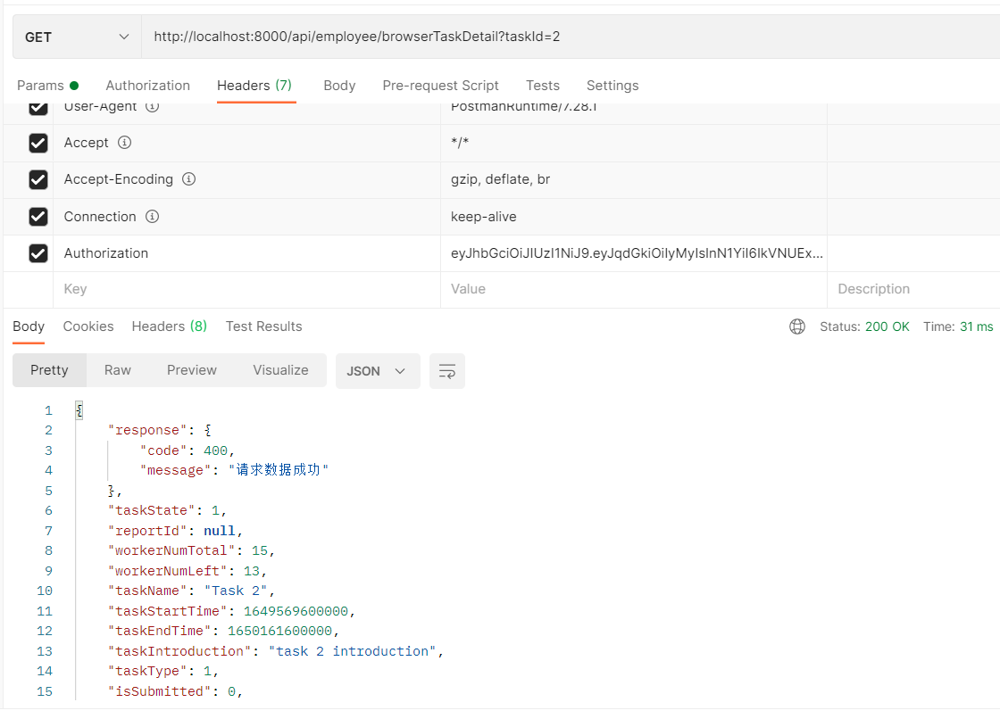 GET http://localhost:8000/api/employee/browserTaskDetail?taskId=2
Params Authorization Headers (7) Body Pre-request Script Tests Settings
User-Agent PostmanRuntime/7.28.1
Accept */*
Accept-Encoding gzip, deflate, br
Connection keep-alive
Authorization eyJhbGciOiJIUzI1NiJ9.eyJqdGkiOiIyMyIsInN1YiI6IkVNUEx...
Key Value Description
Body Cookies Headers (8) Test Results Status: 200 OK Time: 31 ms
Pretty Raw Preview Visualize JSON
1 {
2 "response": {
3 "code": 400,
4 "message": "请求数据成功"
5 },
6 "taskState": 1,
7 "reportId": null,
8 "workerNumTotal": 15,
9 "workerNumLeft": 13,
10 "taskName": "Task 2",
11 "taskStartTime": 1649569600000,
12 "taskEndTime": 1650161600000,
13 "taskIntroduction": "task 2 introduction",
14 "taskType": 1,
15 "isSubmitted": 0,